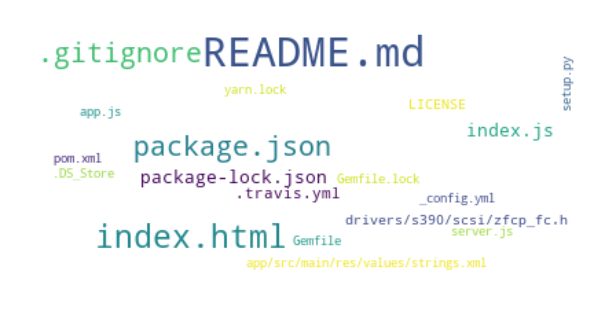 .gitignore
README.md
yarn.lock
setup.py
app.js
LICENSE
index.js
package.json
pom.xml
.DS_Store
package-lock.json
Gemfile.lock
.travis.yml
_config.yml
drivers/s390/scsi/zfcp_fc.h
server.js
index.html
Gemfile
app/src/main/res/values/strings.xml